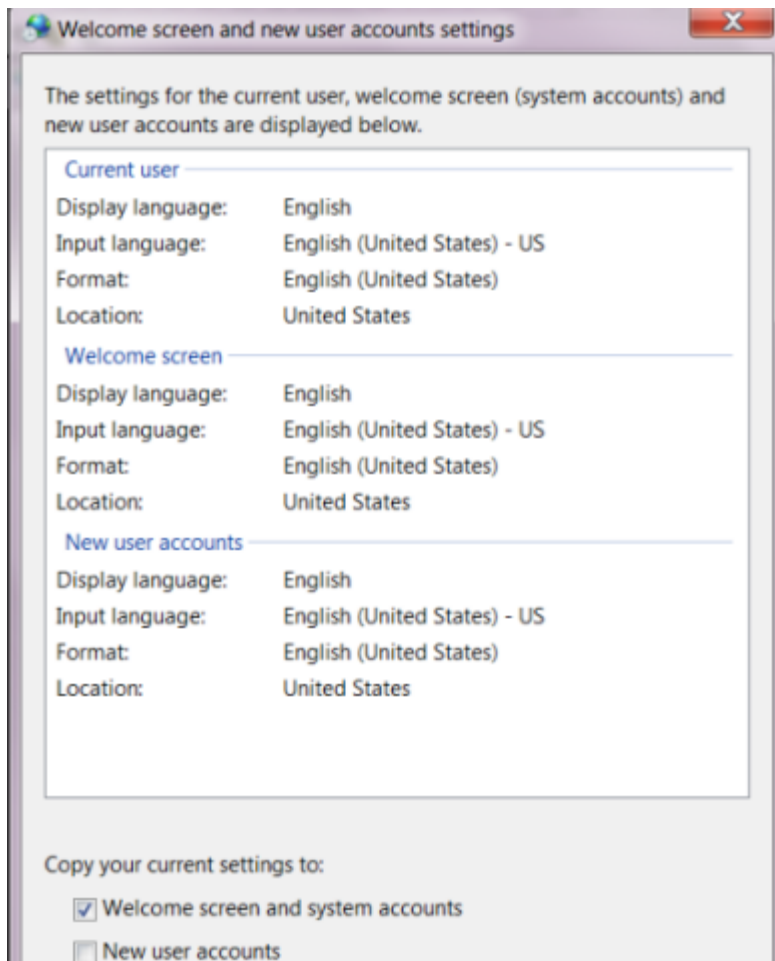 Welcome screen and new user accounts settings
The settings for the current user, welcome screen (system accounts) and
new user accounts are displayed below.
Current user
Display language: English
Input language: English (United States) - US
Format: English (United States)
Location: United States
Welcome screen
Display language: English
Input language: English (United States) - US
Format: English (United States)
Location: United States
New user accounts
Display language: English
Input language: English (United States) - US
Format: English (United States)
Location: United States
Copy your current settings to:
Welcome screen and system accounts
New user accounts